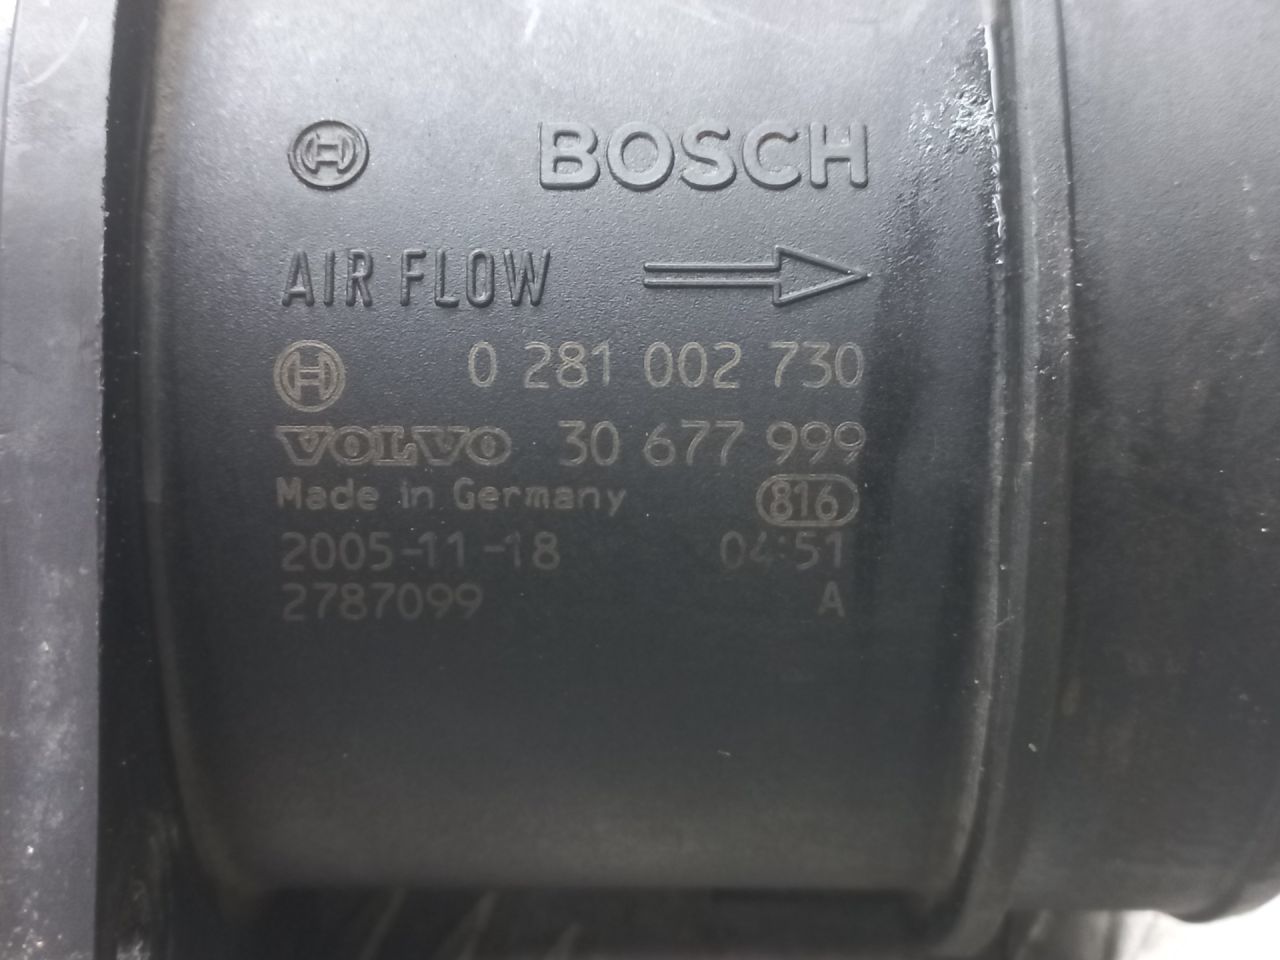 BOSCH
AIR FLOW
0 281 002 730
VOLVO 30 677 999
Made in Germany 816
2005-11-18 04:51
2787099 A